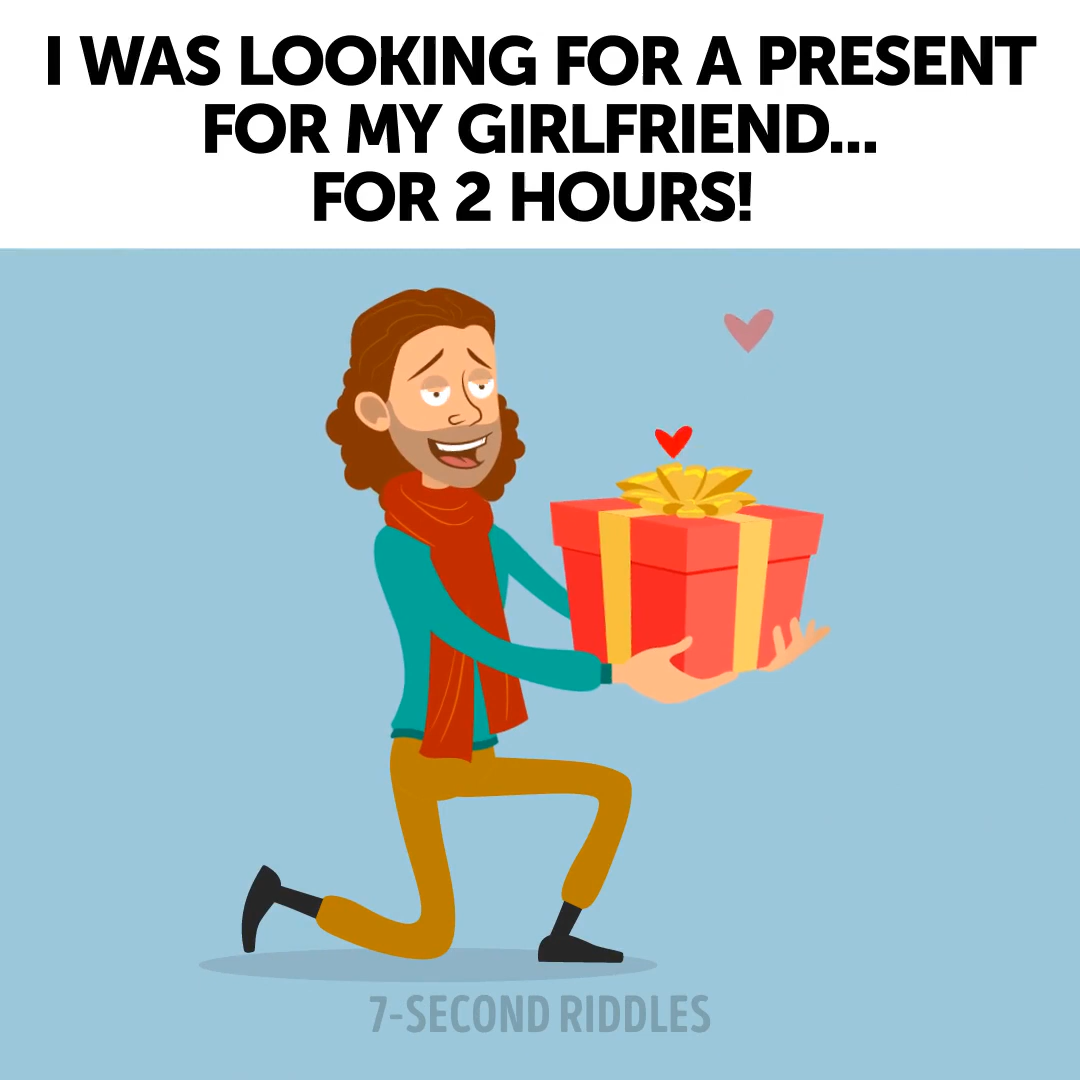 I WAS LOOKING FOR A PRESENT
FOR MY GIRLFRIEND...
FOR 2 HOURS!
7-SECOND RIDDLES